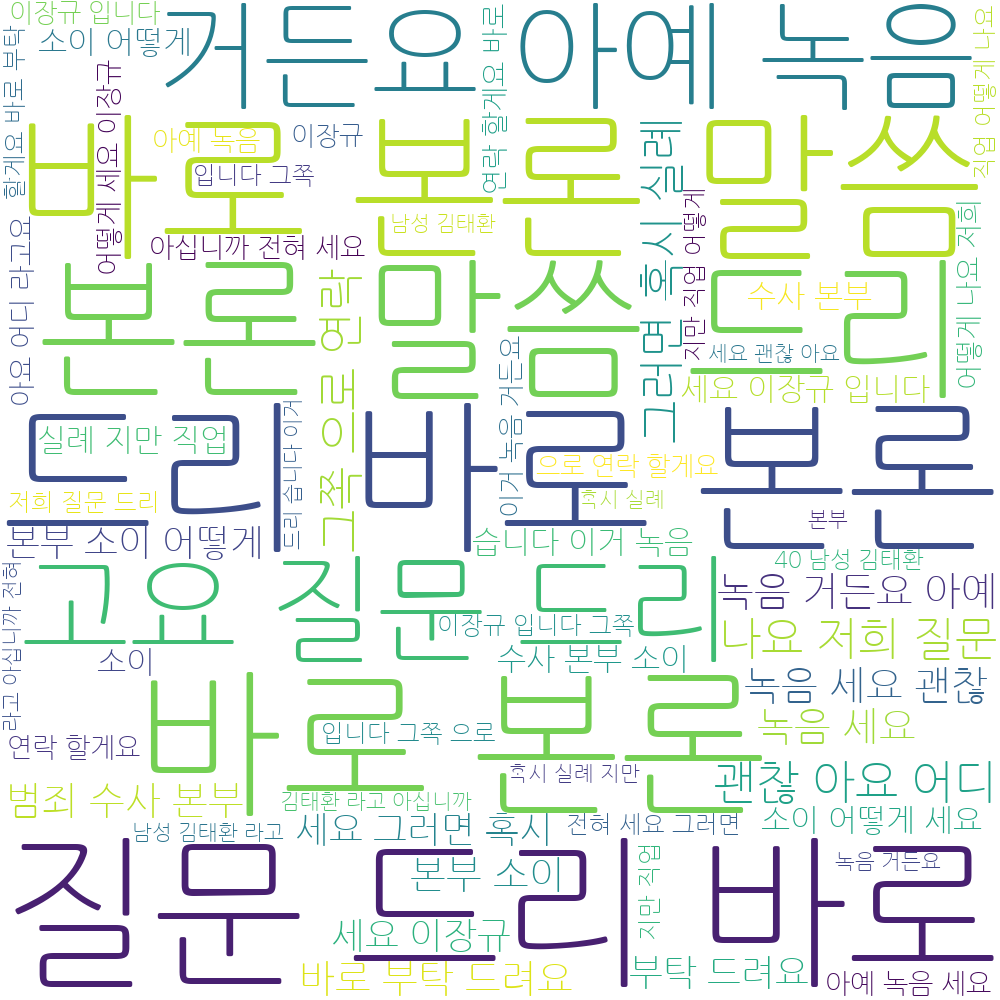 이장규 입니다
소이 어떻게
거든요 아예 녹음
할게요 바로 부탁
어떻게 세요 이장규
아예 녹음
이장규
입니다 그쪽
연락 할게요 바로
직업 어떻게 나요
바로 본론 말씀
남성 김태환
아십니까 전혀 세요
그러면 혹시 실례
지만 직업 어떻게
어떻게 나요 저희
아요 어디 라고요
본론 말씀 드리
그쪽 으로 연락
수사 본부
세요 괜찮 아요
세요 이장규 입니다
드리 바로 본론
실례 지만 직업
드리 습니다 이거
이거 녹음 거든요
으로 연락 할게요
저희 질문 드리
혹시 실례
본부
본부 소이 어떻게
습니다 이거 녹음
40 남성 김태환
라고 아십니까 전혀
고요 질문 드리
녹음 거든요 아예
이장규 입니다 그쪽
나요 저희 질문
소이
수사 본부 소이
녹음 세요 괜찮
바로 본론
녹음 세요
입니다 그쪽 으로
연락 할게요
혹시 실례 지만
괜찮 아요 어디
범죄 수사 본부
김태환 라고 아십니까
남성 김태환 라고
세요 그러면 혹시
전혀 세요 그러면
소이 어떻게 세요
질문 드리 바로
본부 소이
지만 직업
녹음 거든요
세요 이장규
바로 부탁 드려요
부탁 드려요
아예 녹음 세요